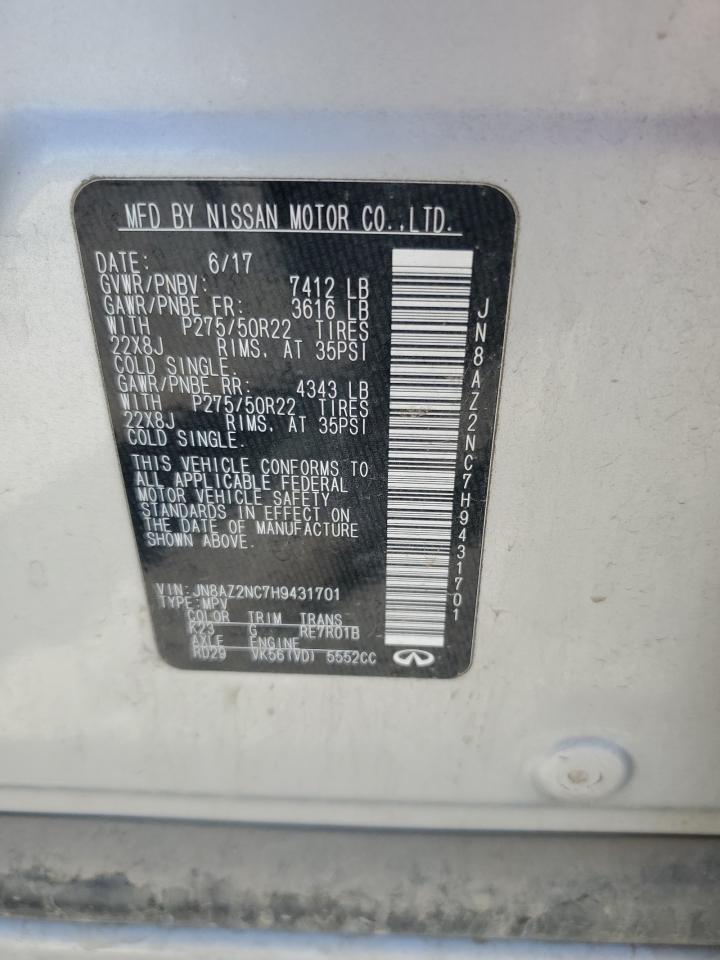 MFD BY NISSAN MOTOR CO.,LTD.
DATE: 6/17
GVWR/PNBV: 7412 LB
GAWR/PNBE FR: 3616 LB
WITH P275/50R22 TIRES
22X8J RIMS. AT 35PSI
COLD SINGLE.
GAWR/PNBE RR: 4343 LB
WITH P275/50R22 TIRES
22X8J RIMS. AT 35PSI
COLD SINGLE.
THIS VEHICLE CONFORMS TO
ALL APPLICABLE FEDERAL
MOTOR VEHICLE SAFETY
STANDARDS IN EFFECT ON
THE DATE OF MANUFACTURE
SHOWN ABOVE.
VIN: JN8AZ2NC7H9431701
TYPE: MPV
COLOR TRIM TRANS
K23 G RE7R01B
AXLE ENGINE
RD29 VK56(VD) 5552CC
JN8AZ2NC7H9431701